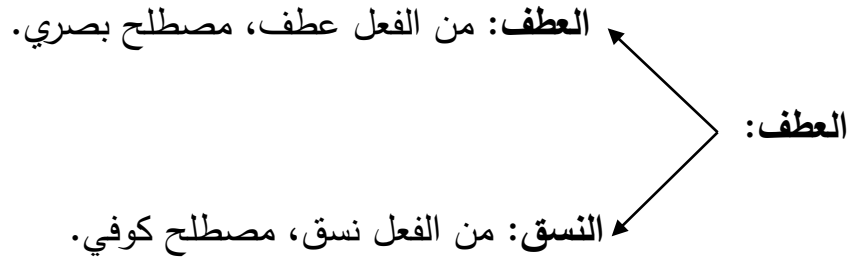 العطف: من الفعل عطف، مصطلح بصري.
العطف:
النسق: من الفعل نسق، مصطلح كوفي.